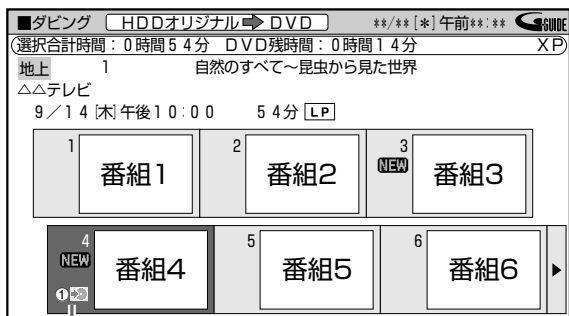 ■ダビング HDDオリジナル➡DVD **/** [*]午前**:** GGUIDE
選択合計時間:0時間54分 DVD残時間:0時間14分 XP
地上 1 自然のすべて~昆虫から見た世界
△△テレビ
9/14[木]午後10:00 54分 LP
1 番組1 2 番組2 3 NEW 番組3
4 NEW ① 番組4 5 番組5 6 番組6 ▶